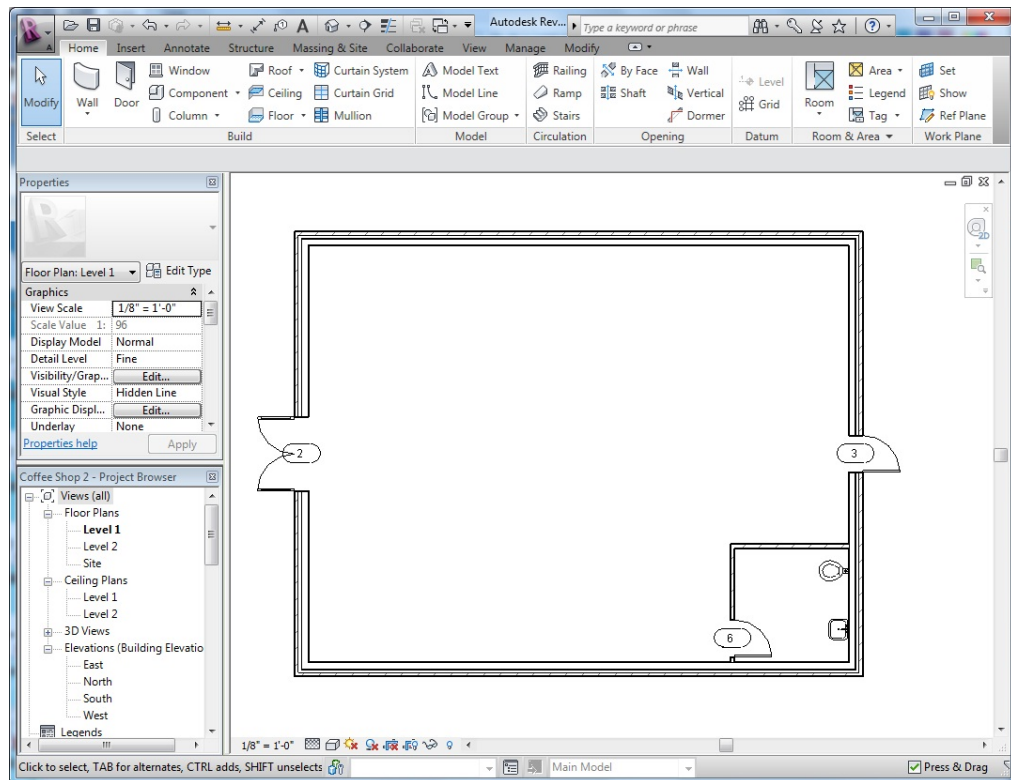 Autodesk Rev... Type a keyword or phrase
Home Insert Annotate Structure Massing & Site Collaborate View Manage Modify
Modify
Wall
Door
Window
Component
Column
Roof
Ceiling
Floor
Curtain System
Curtain Grid
Mullion
Model Text
Model Line
Model Group
Railing
Ramp
Stairs
By Face
Shaft
Wall
Vertical
Dormer
Level
Grid
Room
Area
Legend
Tag
Set
Show
Ref Plane
Select Build Model Circulation Opening Datum Room & Area Work Plane
Properties
Floor Plan: Level 1 Edit Type
Graphics
View Scale 1/8" = 1'-0"
Scale Value 1: 96
Display Model Normal
Detail Level Fine
Visibility/Grap... Edit...
Visual Style Hidden Line
Graphic Displ... Edit...
Underlay None
Properties help Apply
Coffee Shop 2 - Project Browser
Views (all)
Floor Plans
Level 1
Level 2
Site
Ceiling Plans
Level 1
Level 2
3D Views
Elevations (Building Elevatio
East
North
South
West
Legends
2D
2
3
6
1/8" = 1'-0"
Click to select, TAB for alternates, CTRL adds, SHIFT unselects Main Model Press & Drag